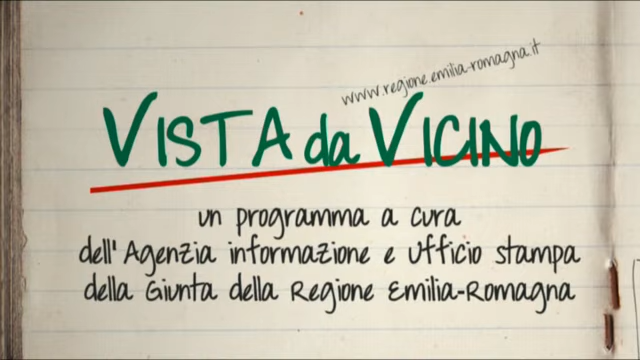 www.regione.emilia-romagna.it
VISTA da VICINO
un programma a cura
dell'Agenzia informazione e Ufficio stampa
della Giunta della Regione Emilia-Romagna